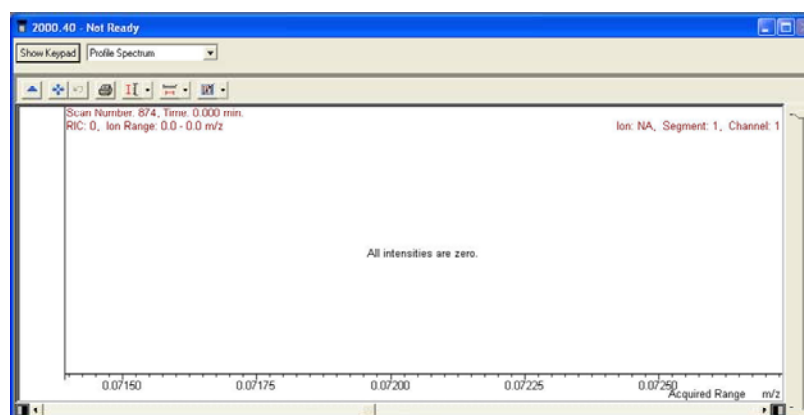 2000.40 - Not Ready
Show Keypad Profile Spectrum
Scan Number: 874, Time: 0.000 min.
RIC: 0, Ion Range: 0.0 - 0.0 m/z Ion: NA, Segment: 1, Channel: 1
All intensities are zero.
0.07150 0.07175 0.07200 0.07225 0.07250
Acquired Range m/z